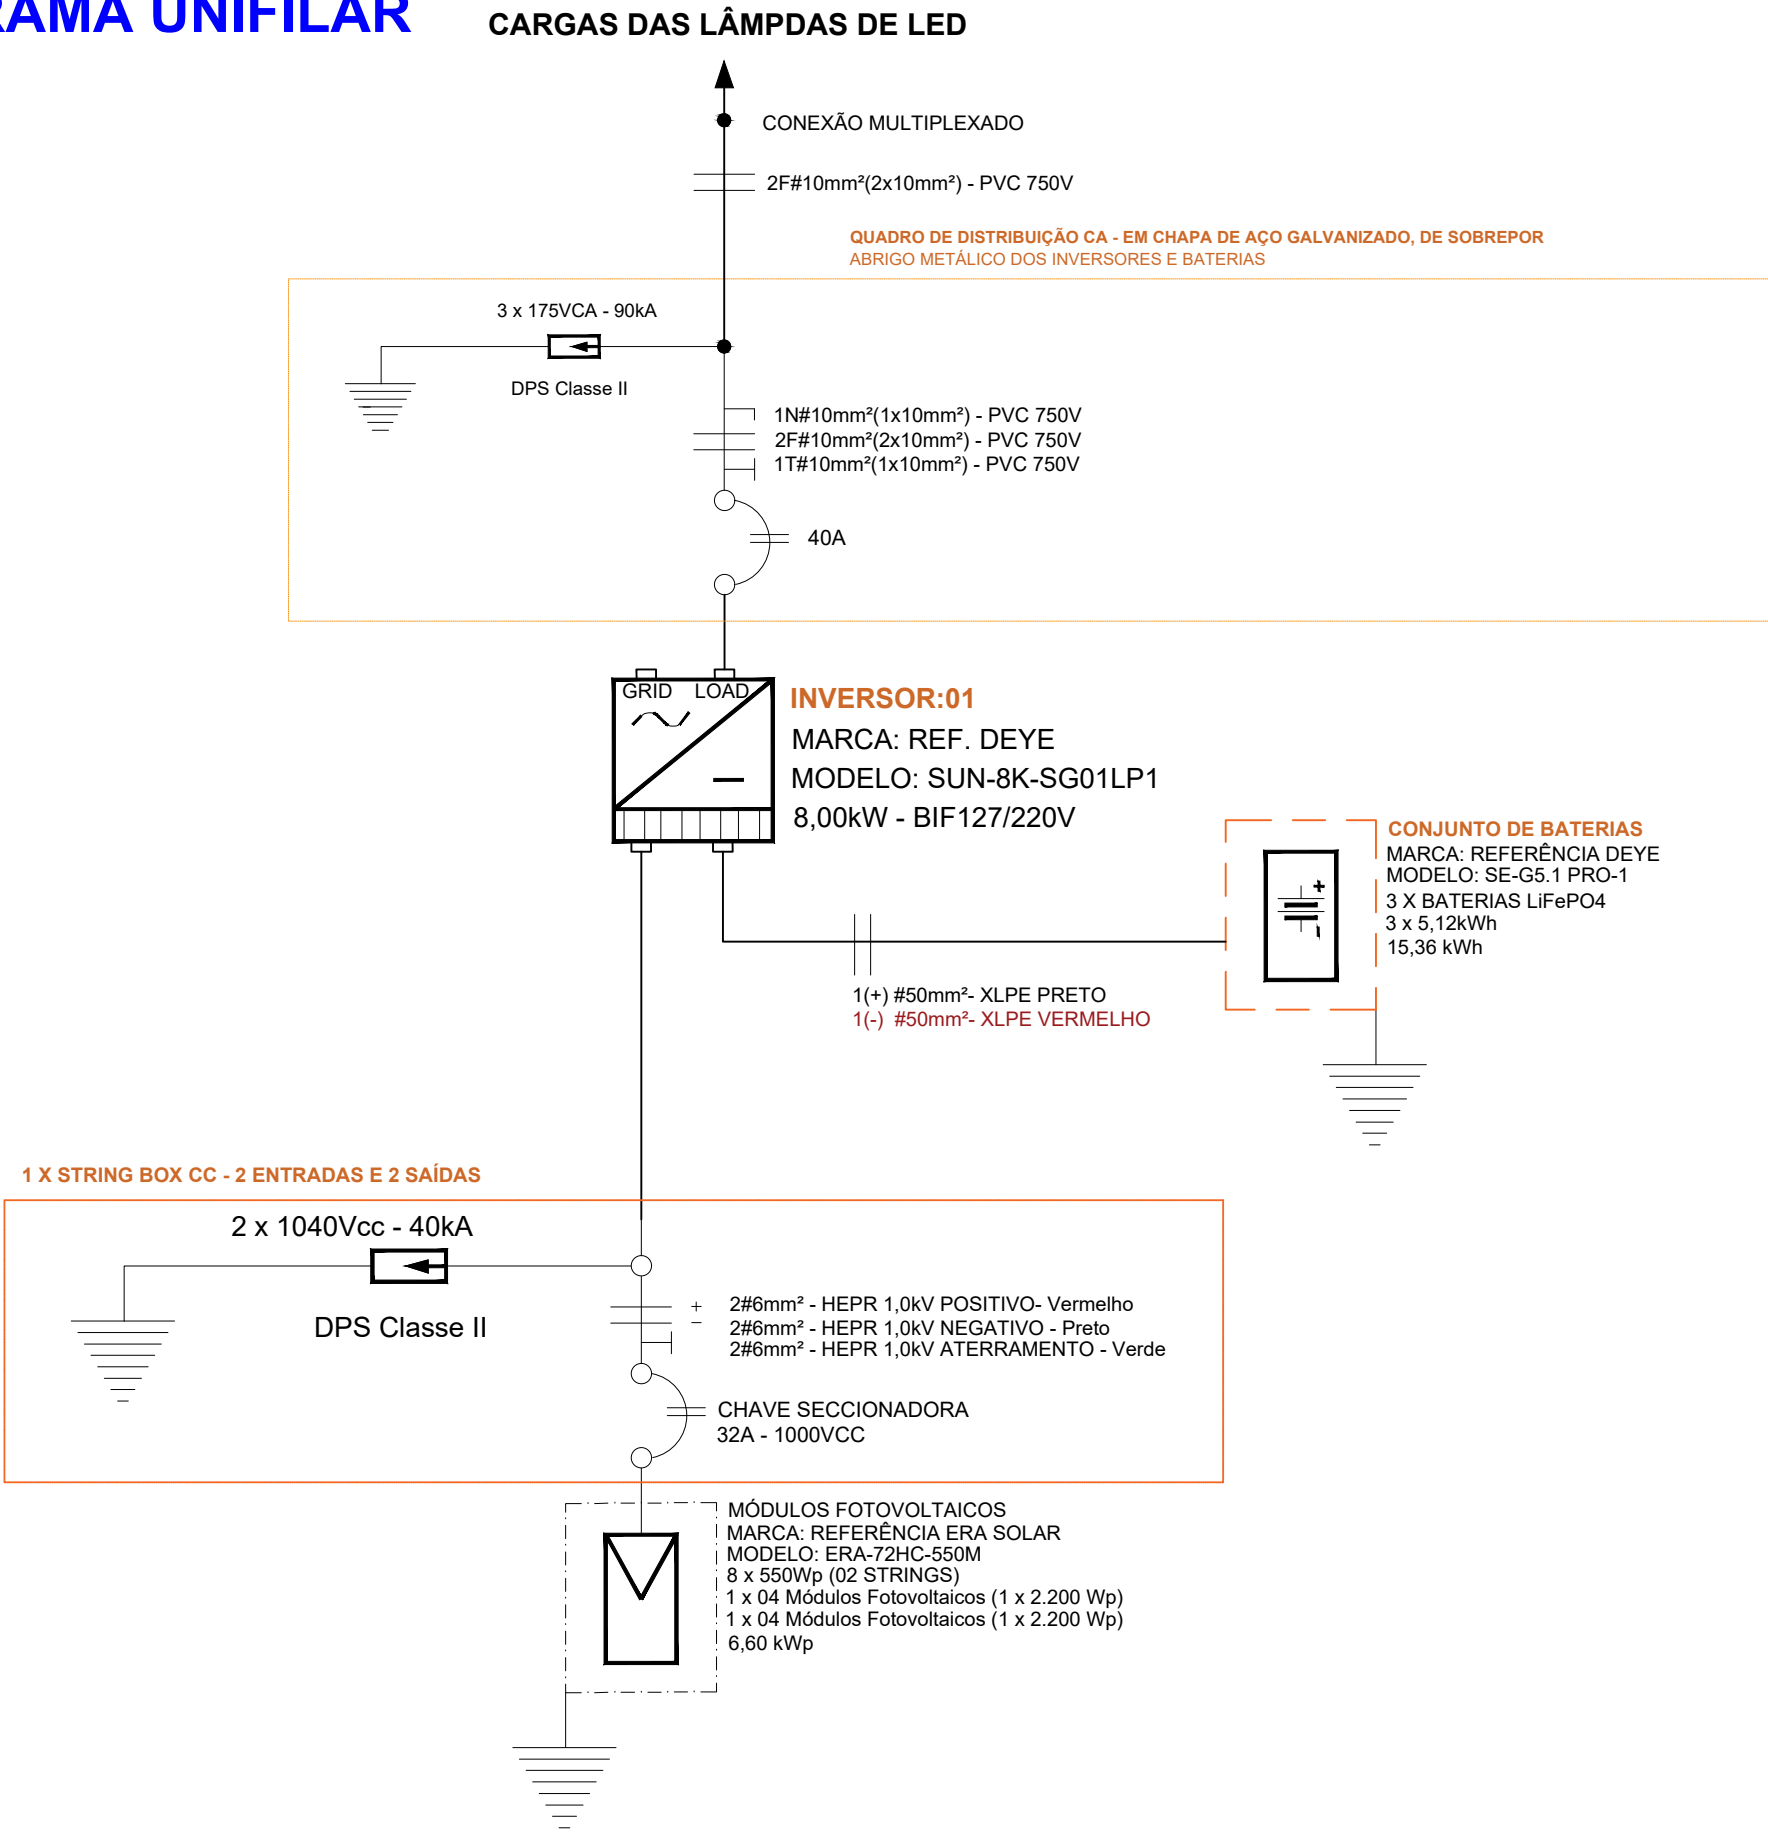 RAMA UNIFILAR
CARGAS DAS LÂMPDAS DE LED
CONEXÃO MULTIPLEXADO
2F#10mm²(2x10mm²) - PVC 750V
QUADRO DE DISTRIBUIÇÃO CA - EM CHAPA DE AÇO GALVANIZADO, DE SOBREPOR
ABRIGO METÁLICO DOS INVERSORES E BATERIAS
3 x 175VCA - 90kA
DPS Classe II
1N#10mm²(1x10mm²) - PVC 750V
2F#10mm²(2x10mm²) - PVC 750V
1T#10mm²(1x10mm²) - PVC 750V
40A
GRID LOAD
INVERSOR:01
MARCA: REF. DEYE
MODELO: SUN-8K-SG01LP1
8,00kW - BIF127/220V
CONJUNTO DE BATERIAS
MARCA: REFERÊNCIA DEYE
MODELO: SE-G5.1 PRO-1
3 X BATERIAS LiFePO4
3 x 5,12kWh
15,36 kWh
+
-
1(+) #50mm²- XLPE PRETO
1(-) #50mm²- XLPE VERMELHO
1 X STRING BOX CC - 2 ENTRADAS E 2 SAÍDAS
2 x 1040Vcc - 40kA
DPS Classe II
+ 2#6mm² - HEPR 1,0kV POSITIVO- Vermelho
− 2#6mm² - HEPR 1,0kV NEGATIVO - Preto
2#6mm² - HEPR 1,0kV ATERRAMENTO - Verde
CHAVE SECCIONADORA
32A - 1000VCC
MÓDULOS FOTOVOLTAICOS
MARCA: REFERÊNCIA ERA SOLAR
MODELO: ERA-72HC-550M
8 x 550Wp (02 STRINGS)
1 x 04 Módulos Fotovoltaicos (1 x 2.200 Wp)
1 x 04 Módulos Fotovoltaicos (1 x 2.200 Wp)
6,60 kWp